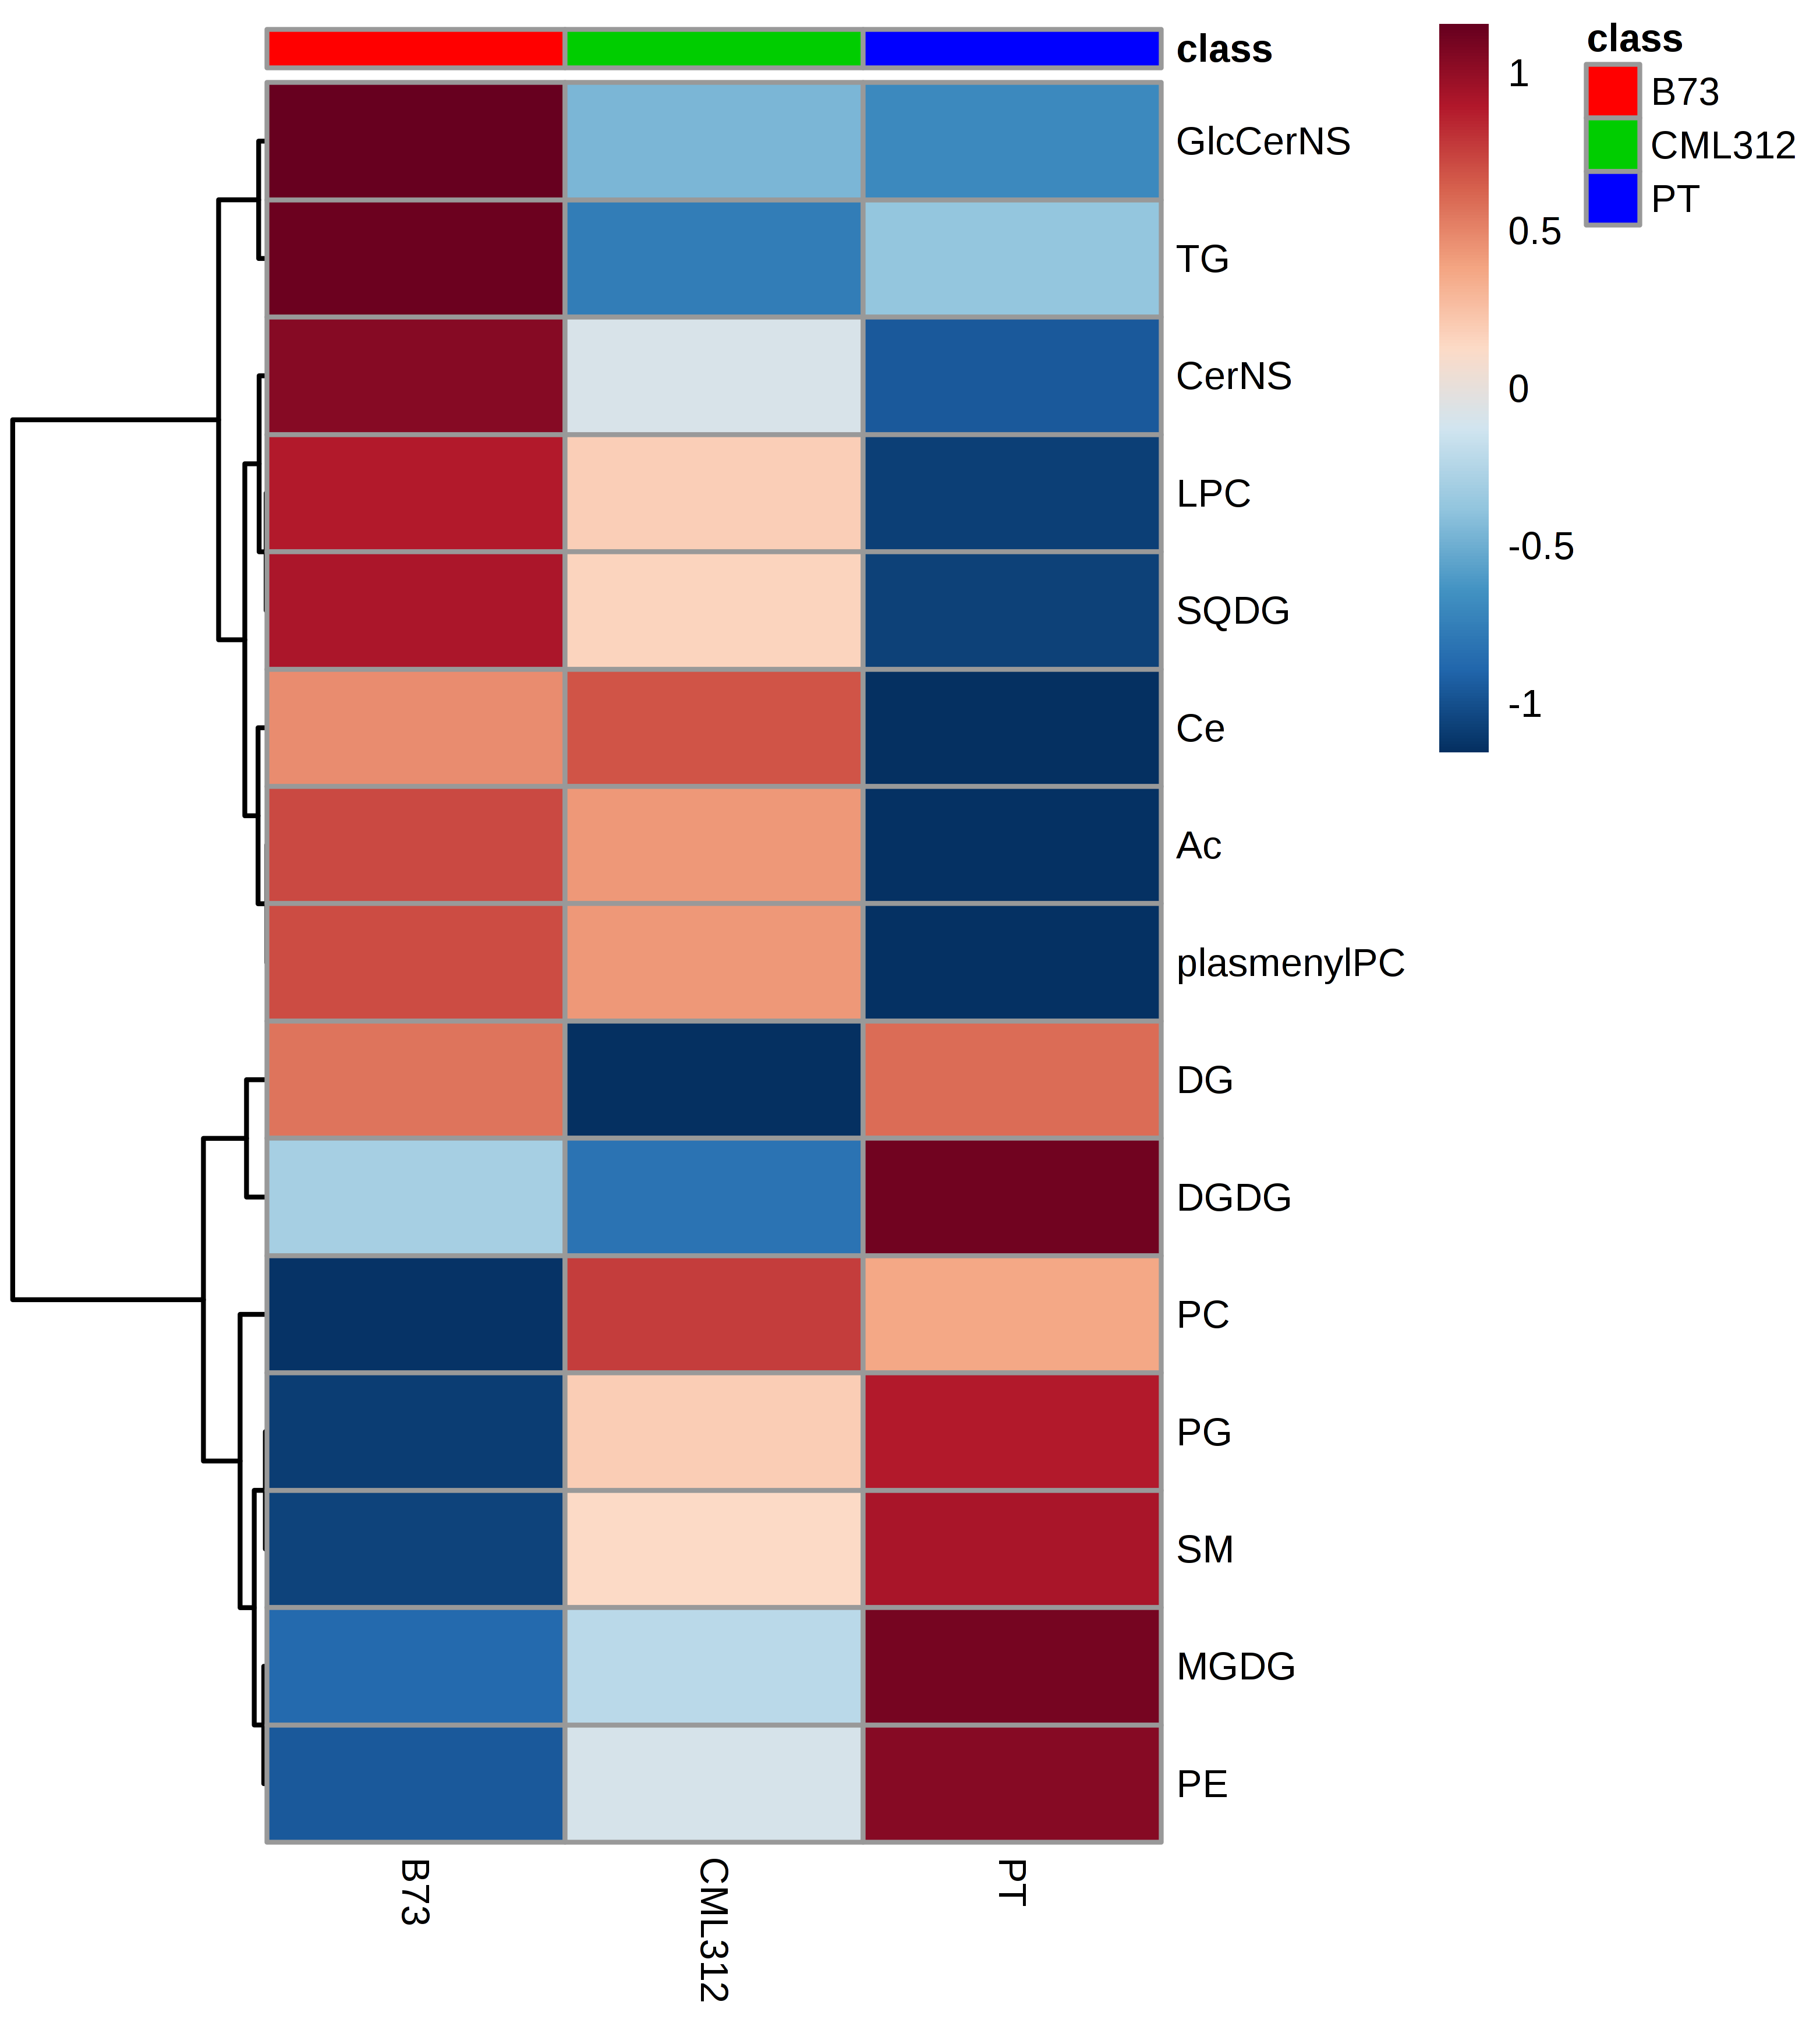 class
GlcCerNS
TG
CerNS
LPC
SQDG
Ce
Ac
plasmenylPC
DG
DGDG
PC
PG
SM
MGDG
PE
B73
CML312
PT
1
0.5
0
-0.5
-1
class
B73
CML312
PT